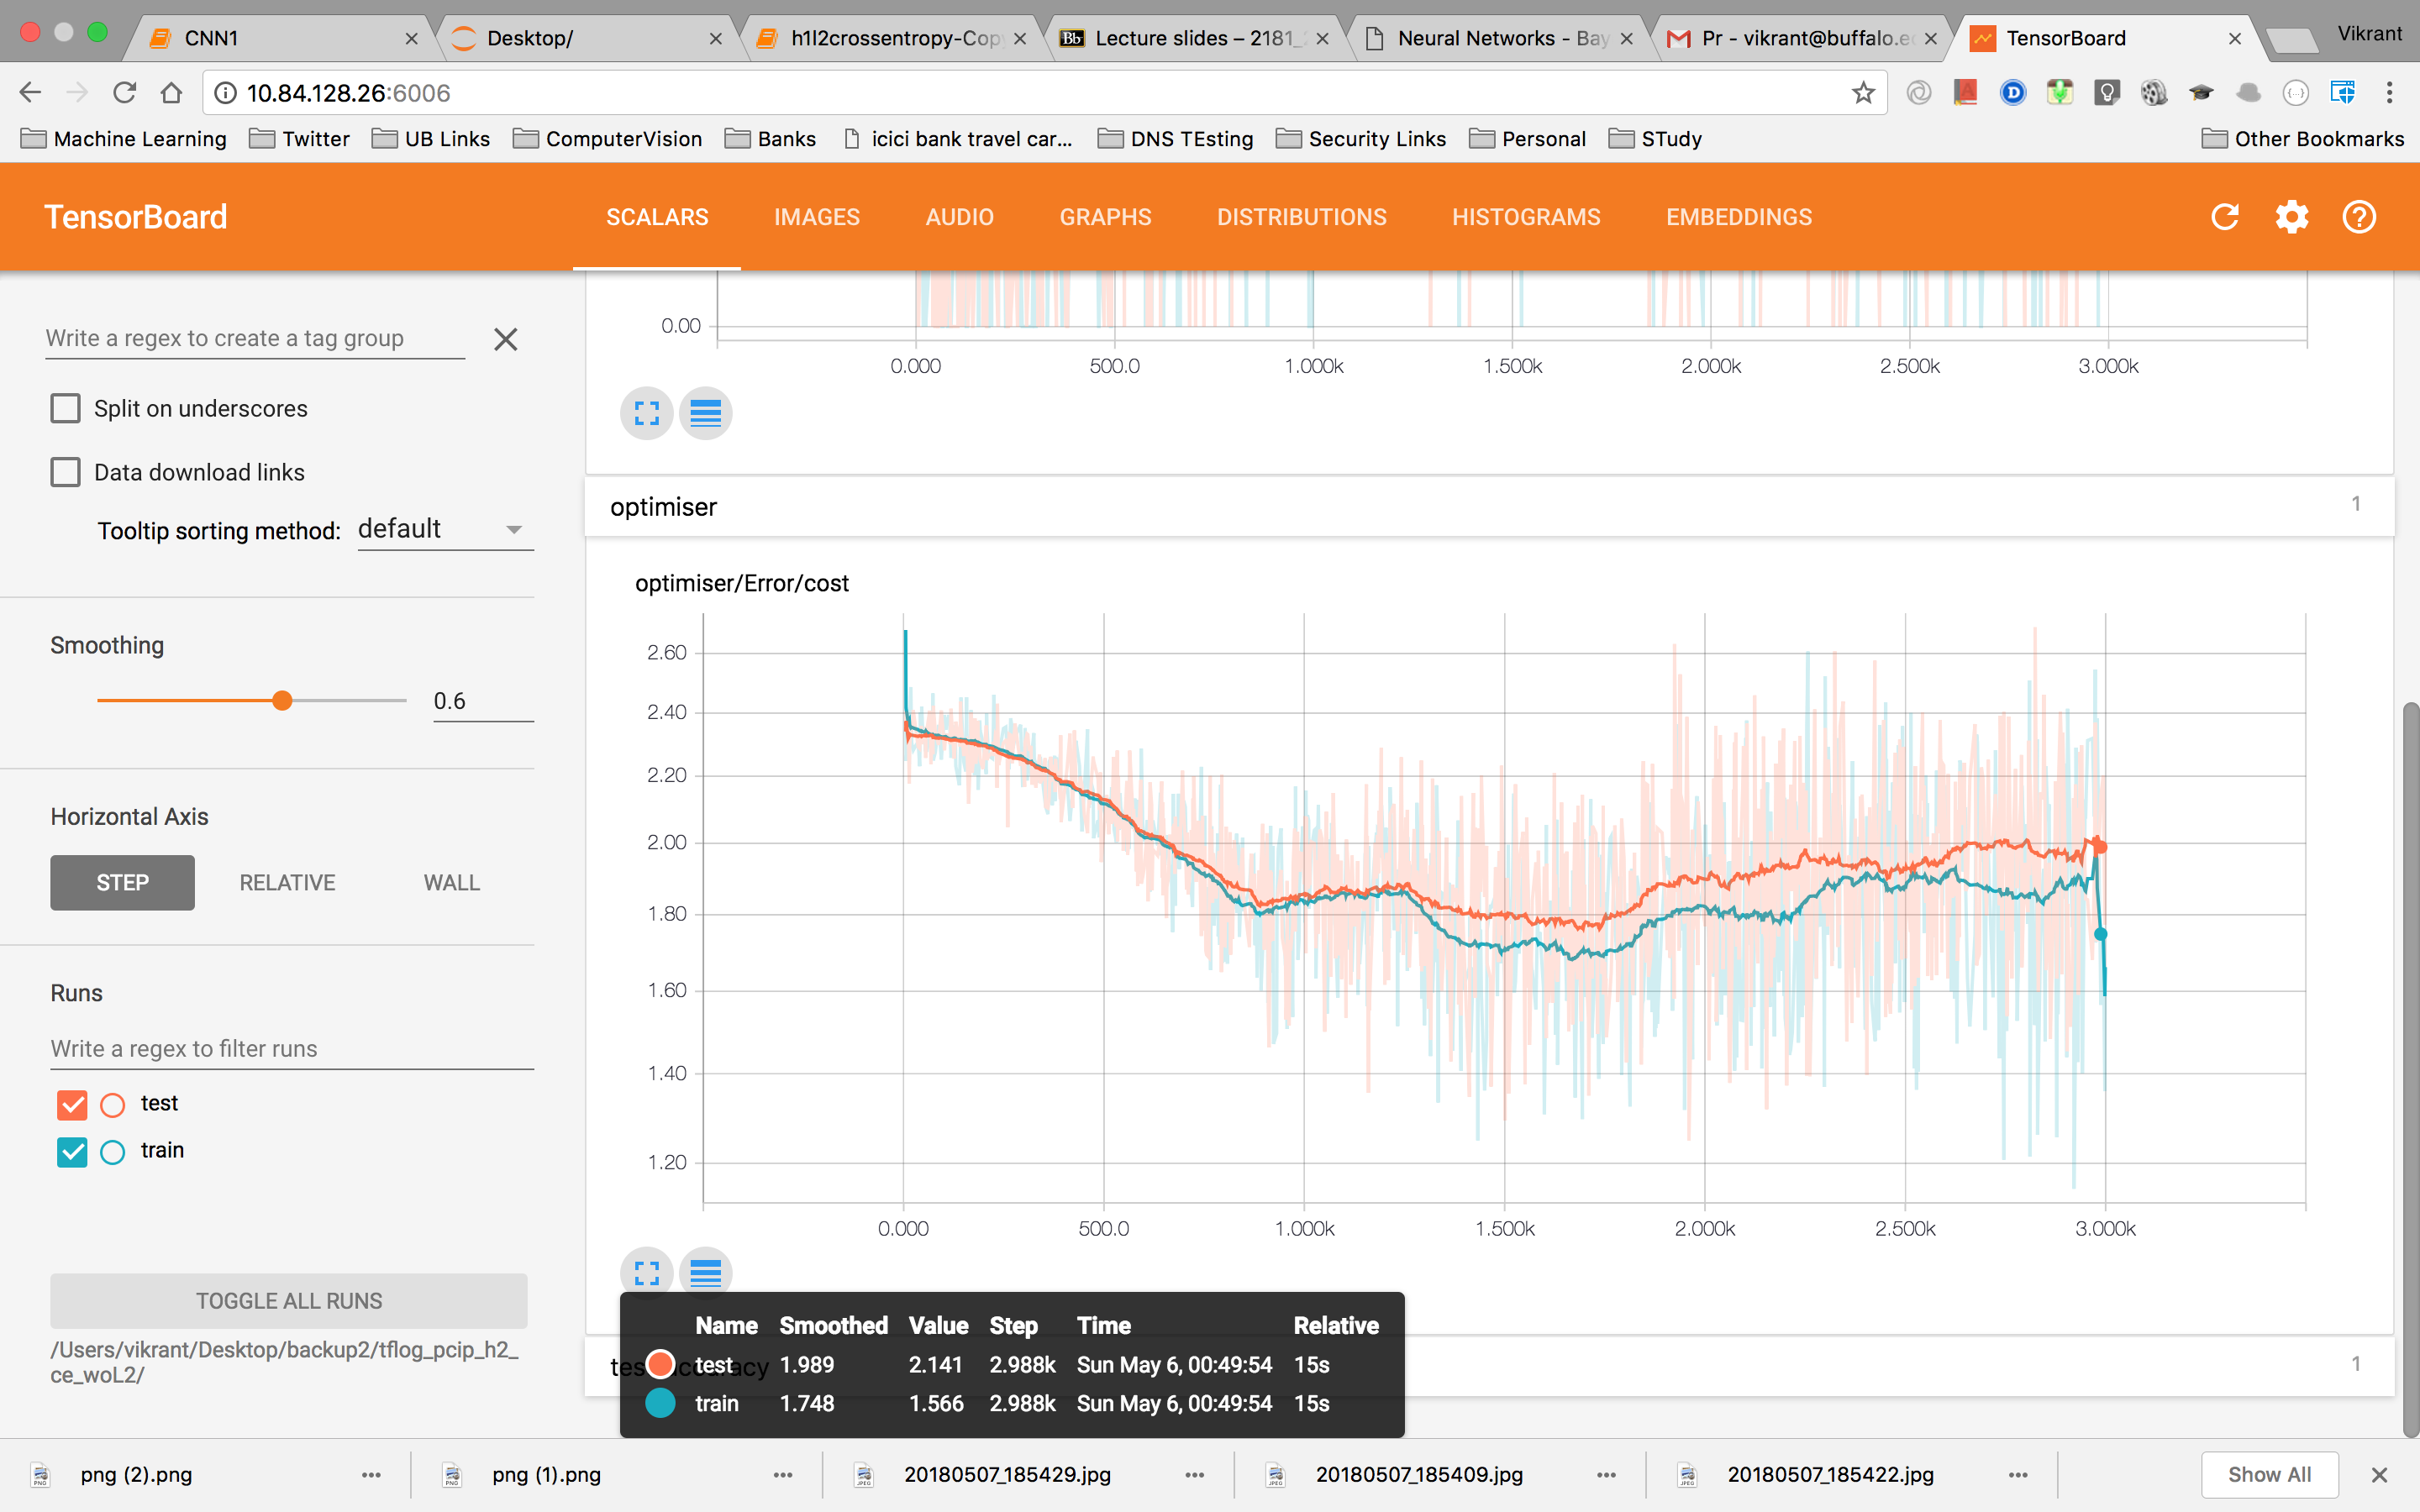 CNN1
Desktop/
h1l2crossentropy-Cop
Lecture slides – 2181_
Neural Networks - Bay
Pr - vikrant@buffalo.e
TensorBoard
Vikrant
10.84.128.26:6006
Machine Learning
Twitter
UB Links
ComputerVision
Banks
icici bank travel car...
DNS TEsting
Security Links
Personal
STudy
Other Bookmarks
TensorBoard
SCALARS
IMAGES
AUDIO
GRAPHS
DISTRIBUTIONS
HISTOGRAMS
EMBEDDINGS
Write a regex to create a tag group
Split on underscores
Data download links
Tooltip sorting method: default
Smoothing
0.6
Horizontal Axis
STEP RELATIVE WALL
Runs
Write a regex to filter runs
test
train
TOGGLE ALL RUNS
/Users/vikrant/Desktop/backup2/tflog_pcip_h2_
ce_woL2/
0.00
0.000 500.0 1.000k 1.500k 2.000k 2.500k 3.000k
optimiser 1
optimiser/Error/cost
2.60
2.40
2.20
2.00
1.80
1.60
1.40
1.20
0.000 500.0 1.000k 1.500k 2.000k 2.500k 3.000k
Name Smoothed Value Step Time Relative
test 1.989 2.141 2.988k Sun May 6, 00:49:54 15s
train 1.748 1.566 2.988k Sun May 6, 00:49:54 15s
1
png (2).png
png (1).png
20180507_185429.jpg
20180507_185409.jpg
20180507_185422.jpg
Show All